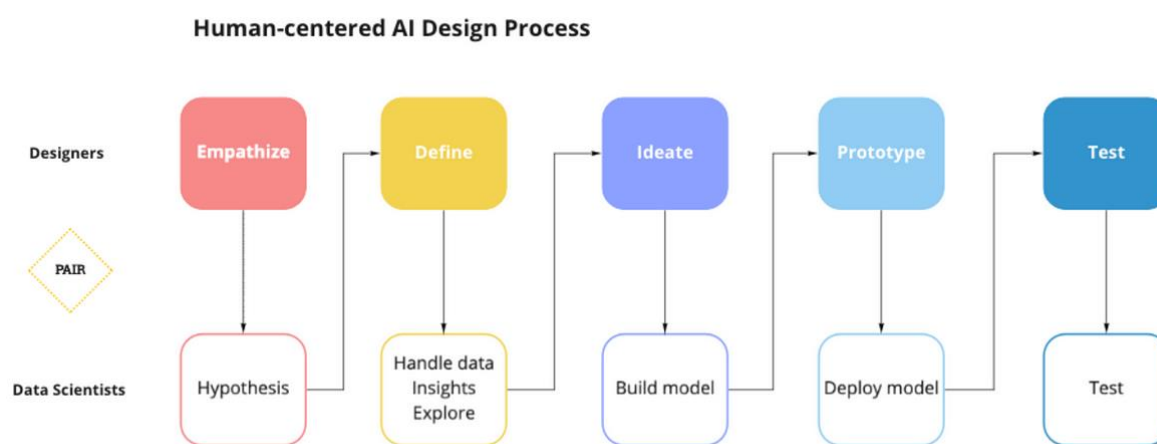 Human-centered AI Design Process
Designers
Empathize
Define
Ideate
Prototype
Test
PAIR
Data Scientists
Hypothesis
Handle data
Insights
Explore
Build model
Deploy model
Test